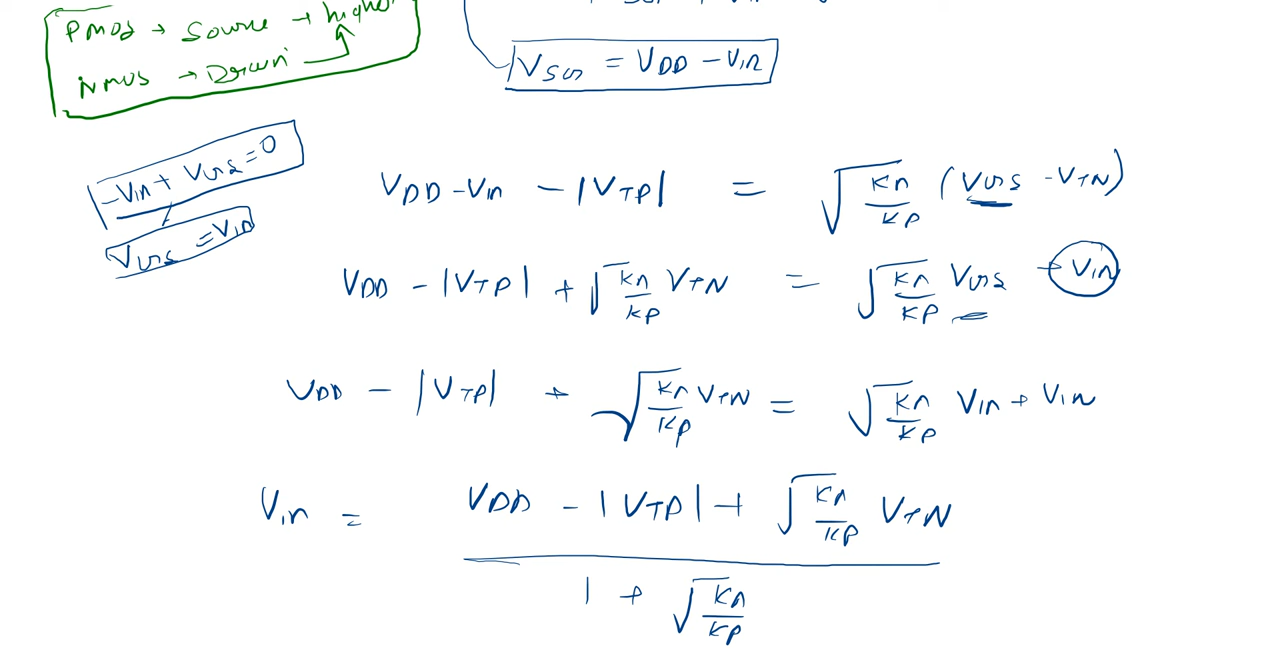 PMOS → Source → higher
NMOS → Drawn
VSG = VDD - Vin
-Vin + VGS = 0
VGS = Vin
VDD - Vin - |VTP| = √(Kn/KP) (VGS - VTN)
VDD - |VTP| + √(Kn/KP) VTN = √(Kn/KP) VGS + Vin
VDD - |VTP| + √(Kn/KP) VTN = √(Kn/KP) Vin + Vin
Vin = (VDD - |VTP| + √(Kn/KP) VTN) / (1 + √(Kn/KP))